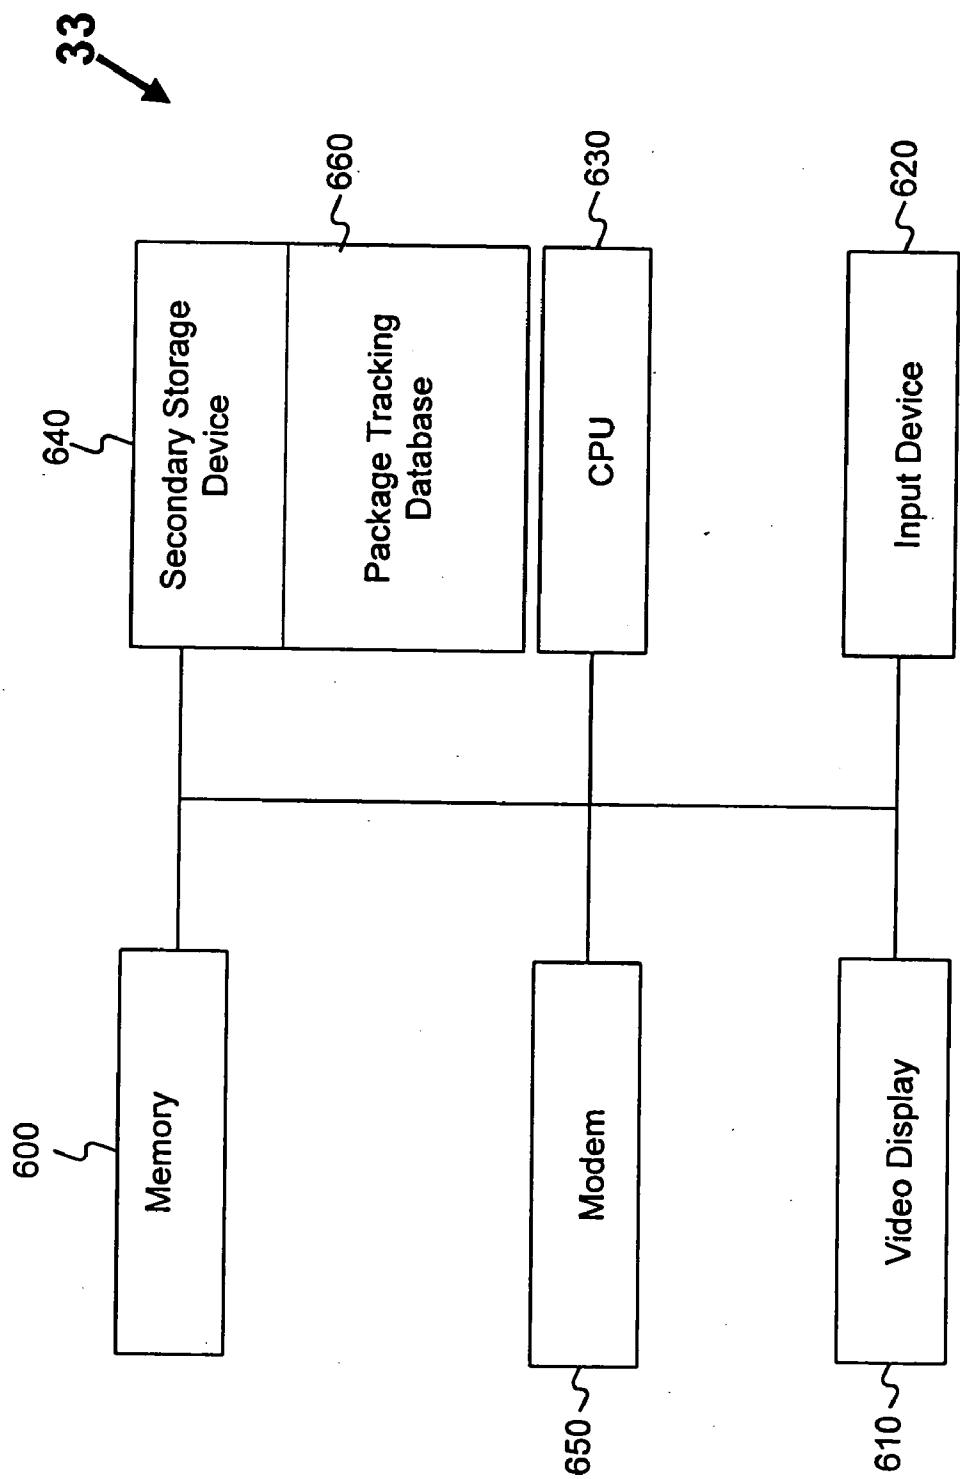 33
600
Memory
640
Secondary Storage
Device
Package Tracking
Database
660
650
Modem
CPU
630
610
Video Display
Input Device
620